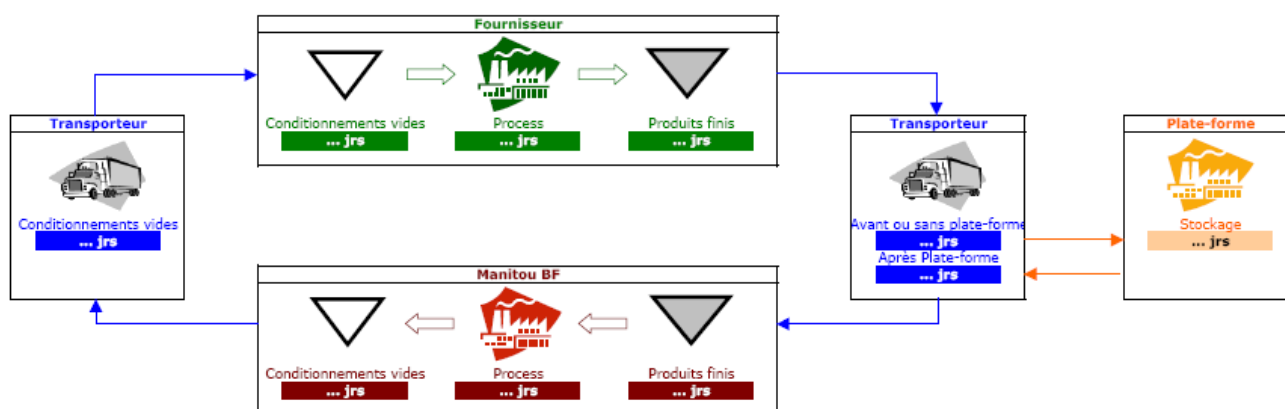 Fournisseur
Conditionnements vides Process Produits finis
... jrs ... jrs ... jrs
Transporteur
Conditionnements vides
... jrs
Transporteur
Avant ou sans plate-forme
... jrs
Après Plate-forme
... jrs
Plate-forme
Stockage
... jrs
Manitou BF
Conditionnements vides Process Produits finis
... jrs ... jrs ... jrs